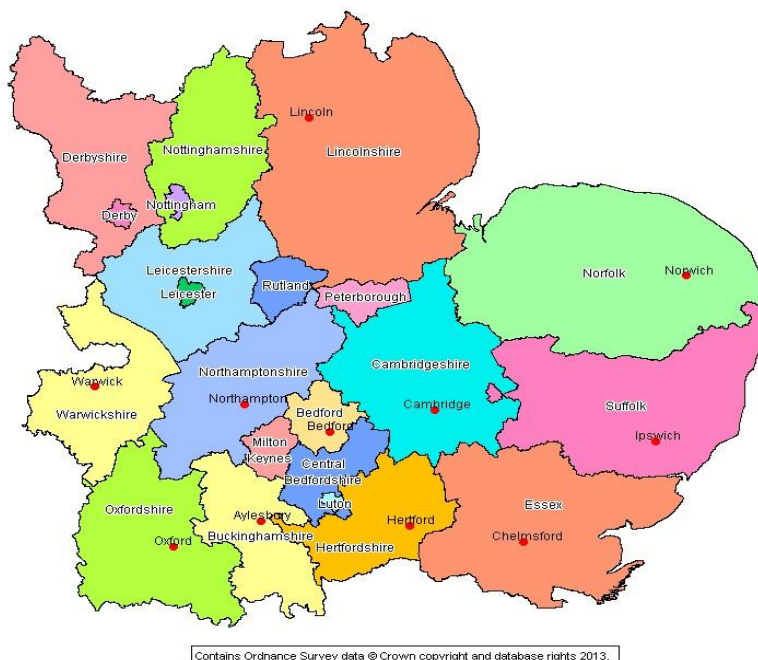 Lincoln
Lincolnshire
Derbyshire
Nottinghamshire
Derby
Nottingham
Norfolk
Norwich
Leicestershire
Leicester
Rutland
Peterborough
Cambridgeshire
Cambridge
Northamptonshire
Northampton
Warwick
Warwickshire
Suffolk
Ipswich
Bedford
Bedford
Milton
Keynes
Central
Bedfordshire
Luton
Oxfordshire
Oxford
Aylesbury
Buckinghamshire
Hertford
Hertfordshire
Essex
Chelmsford
Contains Ordnance Survey data © Crown copyright and database rights 2013.